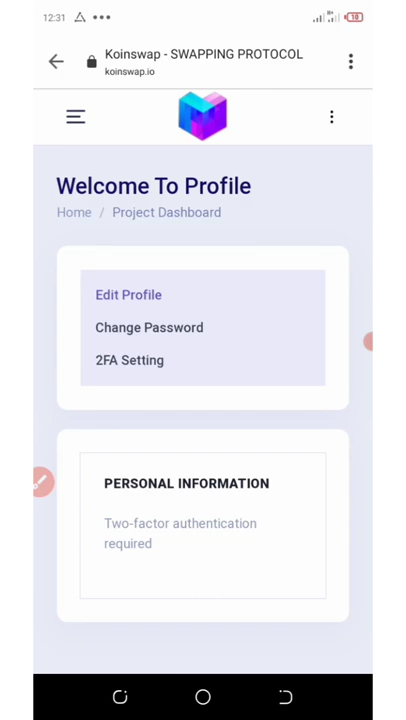 12:31
10
Koinswap - SWAPPING PROTOCOL
koinswap.io
Welcome To Profile
Home / Project Dashboard
Edit Profile
Change Password
2FA Setting
PERSONAL INFORMATION
Two-factor authentication
required